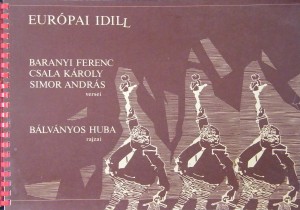 EURÓPAI IDILL
BARANYI FERENC
CSALA KÁROLY
SIMOR ANDRÁS
versei
BÁLVÁNYOS HUBA
rajzai